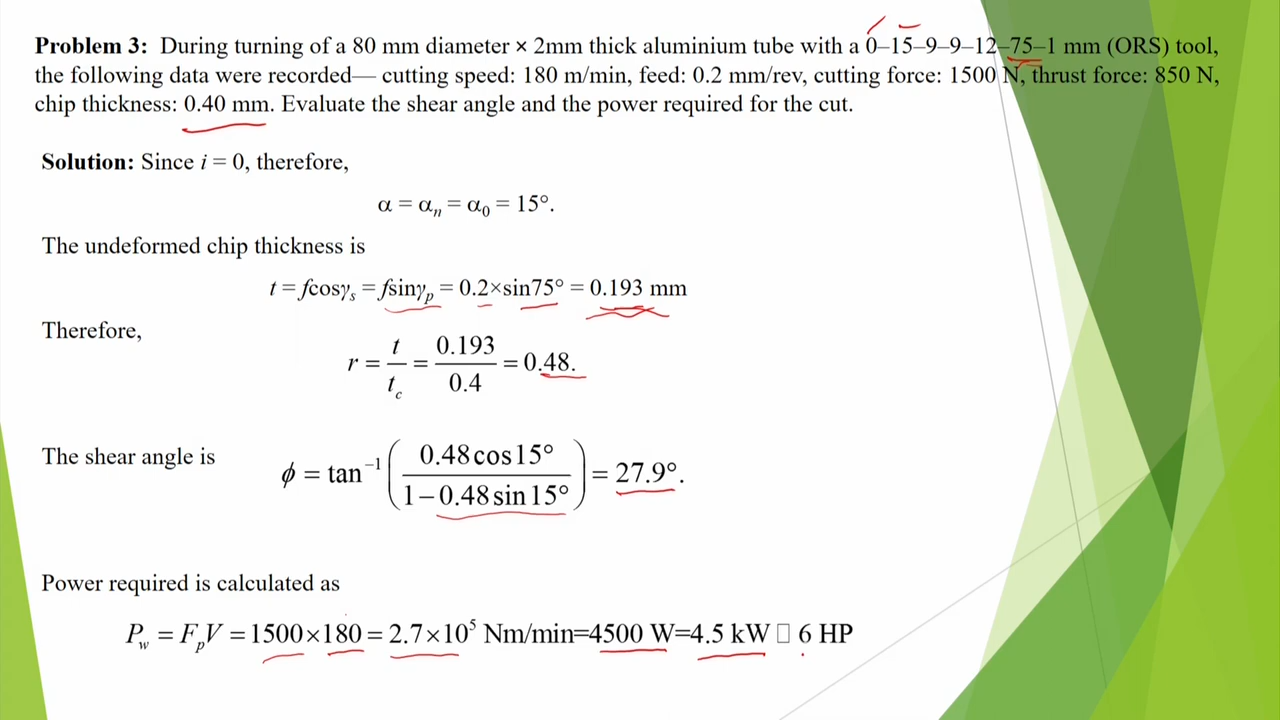 Problem 3: During turning of a 80 mm diameter × 2mm thick aluminium tube with a 0–15–9–9–12–75–1 mm (ORS) tool,
the following data were recorded— cutting speed: 180 m/min, feed: 0.2 mm/rev, cutting force: 1500 N, thrust force: 850 N,
chip thickness: 0.40 mm. Evaluate the shear angle and the power required for the cut.
Solution: Since i = 0, therefore,
α = αₙ = α₀ = 15°.
The undeformed chip thickness is
t = fcosγₛ = fsinγₚ = 0.2×sin75° = 0.193 mm
Therefore,
r = t/t_c = 0.193/0.4 = 0.48.
The shear angle is ϕ = tan⁻¹(0.48cos15°/1−0.48sin15°) = 27.9°.
Power required is calculated as
P_w = FₚV = 1500×180 = 2.7×10⁵ Nm/min=4500 W=4.5 kW □ 6 HP